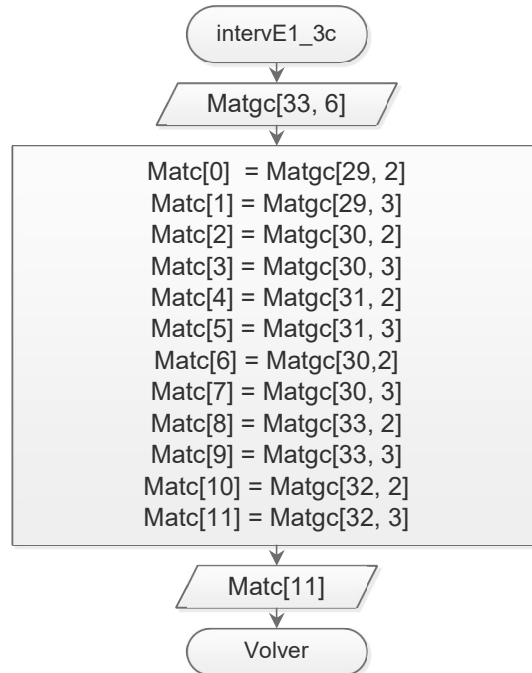 intervE1_3c
Matgc[33, 6]
Matc[0] = Matgc[29, 2]
Matc[1] = Matgc[29, 3]
Matc[2] = Matgc[30, 2]
Matc[3] = Matgc[30, 3]
Matc[4] = Matgc[31, 2]
Matc[5] = Matgc[31, 3]
Matc[6] = Matgc[30,2]
Matc[7] = Matgc[30, 3]
Matc[8] = Matgc[33, 2]
Matc[9] = Matgc[33, 3]
Matc[10] = Matgc[32, 2]
Matc[11] = Matgc[32, 3]
Matc[11]
Volver